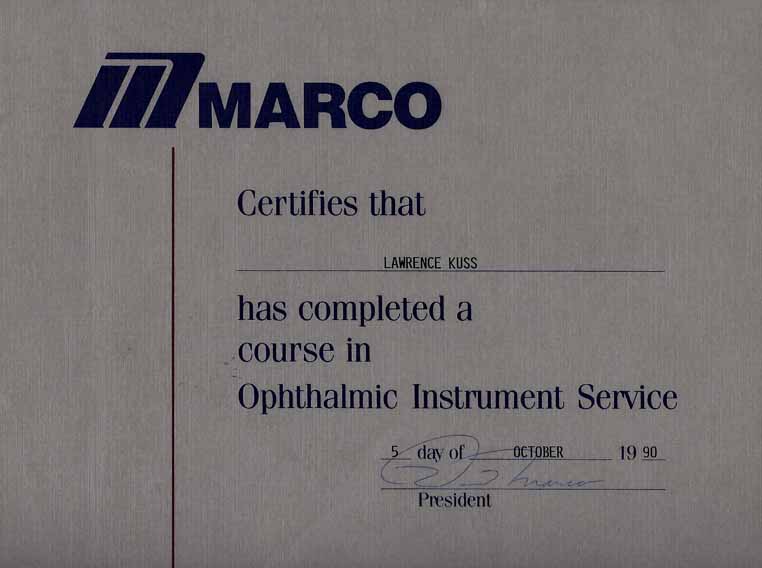 MARCO
Certifies that
LAWRENCE KUSS
has completed a
course in
Ophthalmic Instrument Service
5 day of OCTOBER 19 90
President